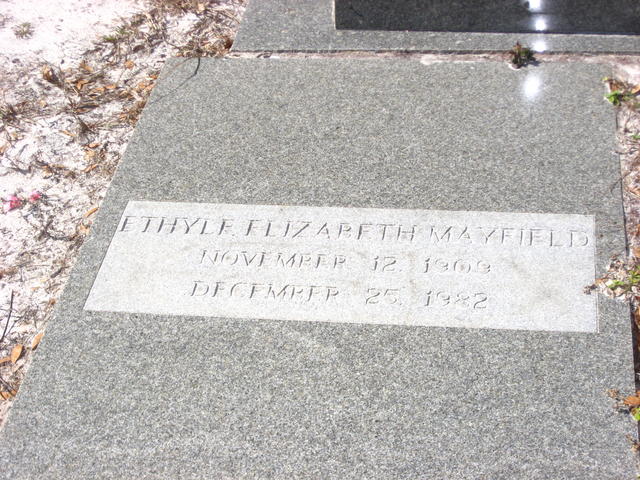 ETHYLE ELIZABETH MAYFIELD
NOVEMBER 12, 1909
DECEMBER 25, 1982